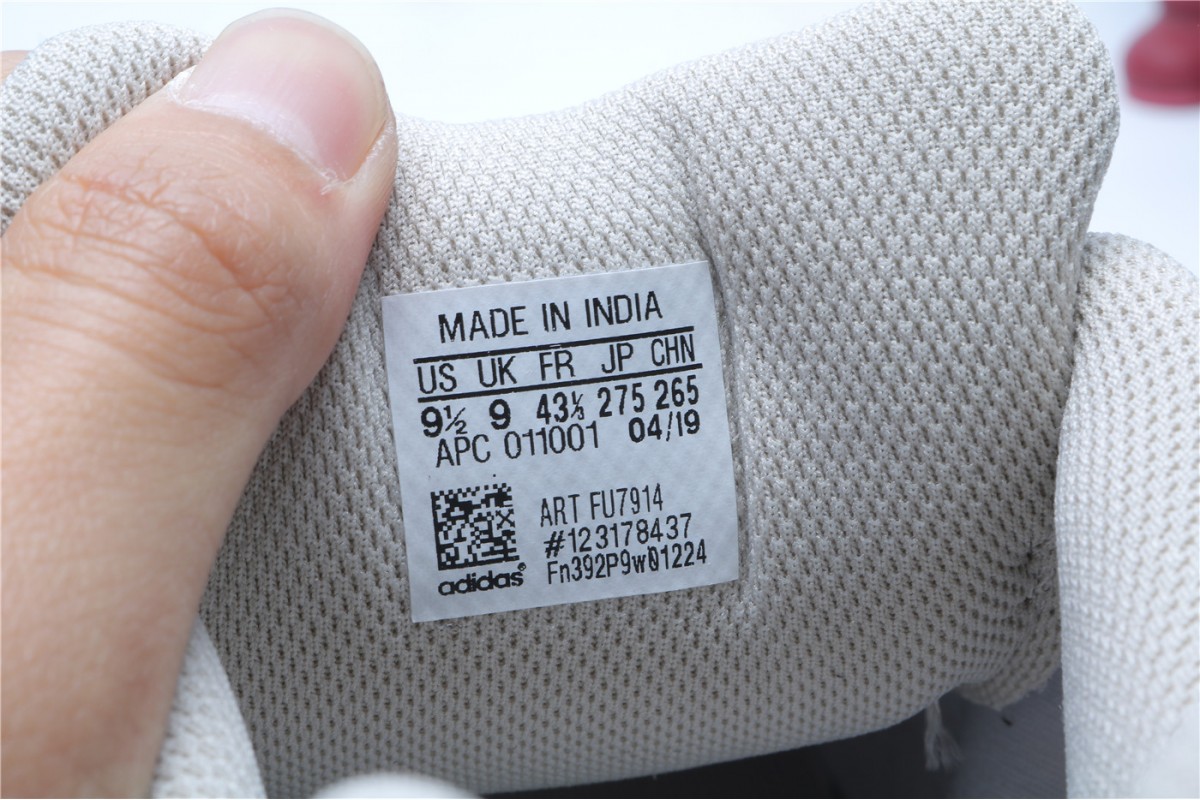 MADE IN INDIA
US UK FR JP CHN
9½ 9 43⅓ 275 265
APC 011001 04/19
ART FU7914
#123178437
Fn392P9w01224
adidas®